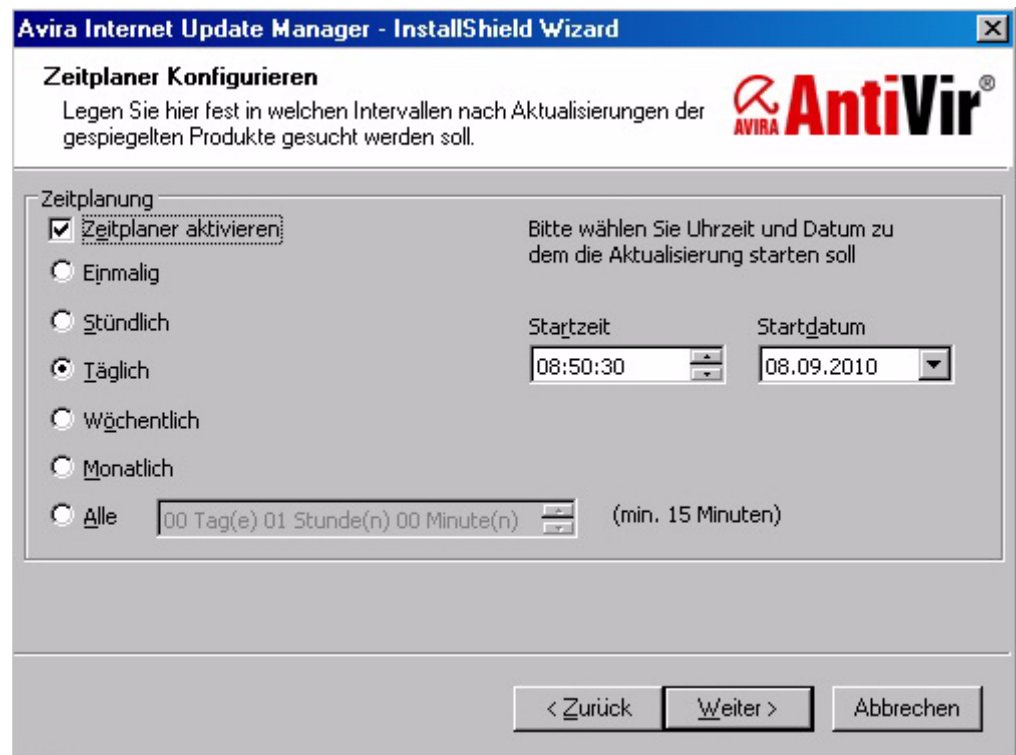 Avira Internet Update Manager - InstallShield Wizard
Zeitplaner Konfigurieren
Legen Sie hier fest in welchen Intervallen nach Aktualisierungen der
gespiegelten Produkte gesucht werden soll.
AVIRA AntiVir®
Zeitplanung
Zeitplaner aktivieren
Bitte wählen Sie Uhrzeit und Datum zu
dem die Aktualisierung starten soll
Einmalig
Stündlich
Startzeit
Startdatum
Täglich
08:50:30
08.09.2010
Wöchentlich
Monatlich
Alle
00 Tag(e) 01 Stunde(n) 00 Minute(n)
(min. 15 Minuten)
< Zurück
Weiter >
Abbrechen